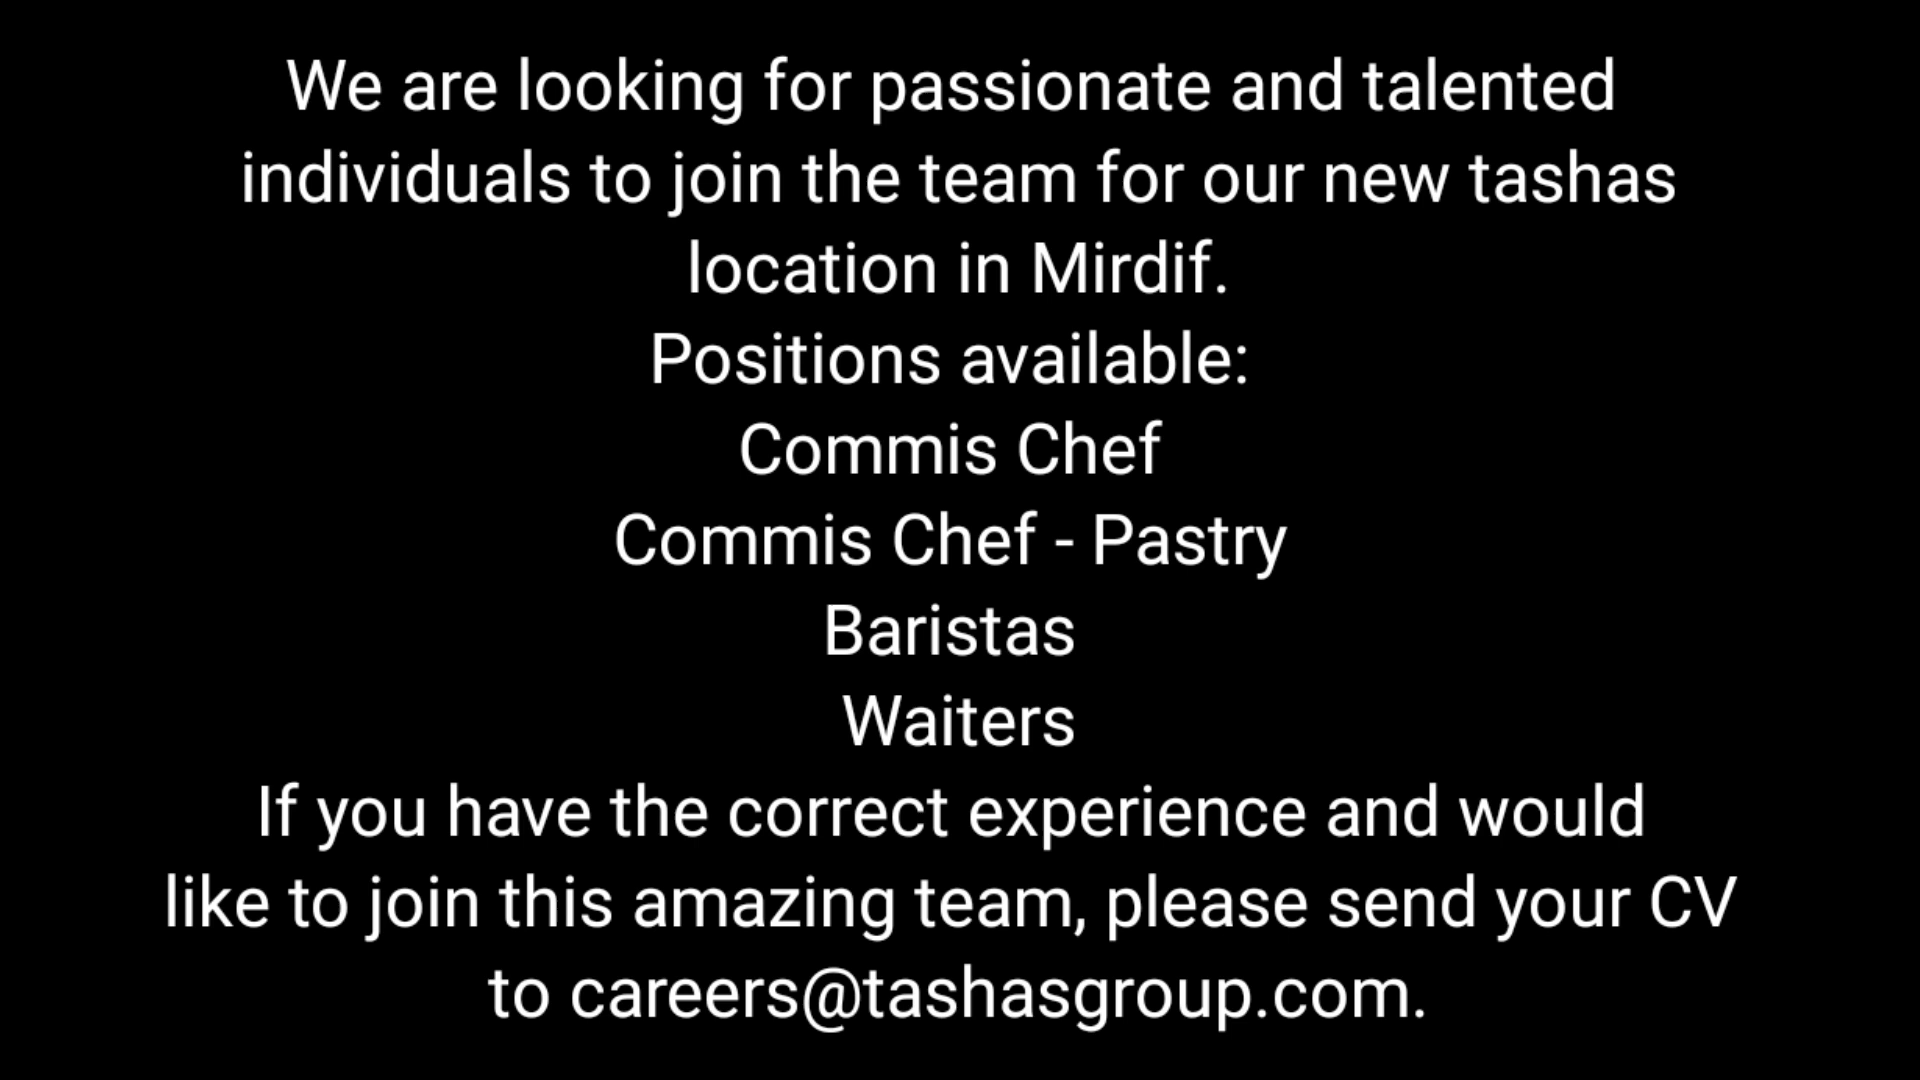 We are looking for passionate and talented
individuals to join the team for our new tashas
location in Mirdif.
Positions available:
Commis Chef
Commis Chef - Pastry
Baristas
Waiters
If you have the correct experience and would
like to join this amazing team, please send your CV
to careers@tashasgroup.com.